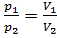 p₁/p₂ = V₁/V₂